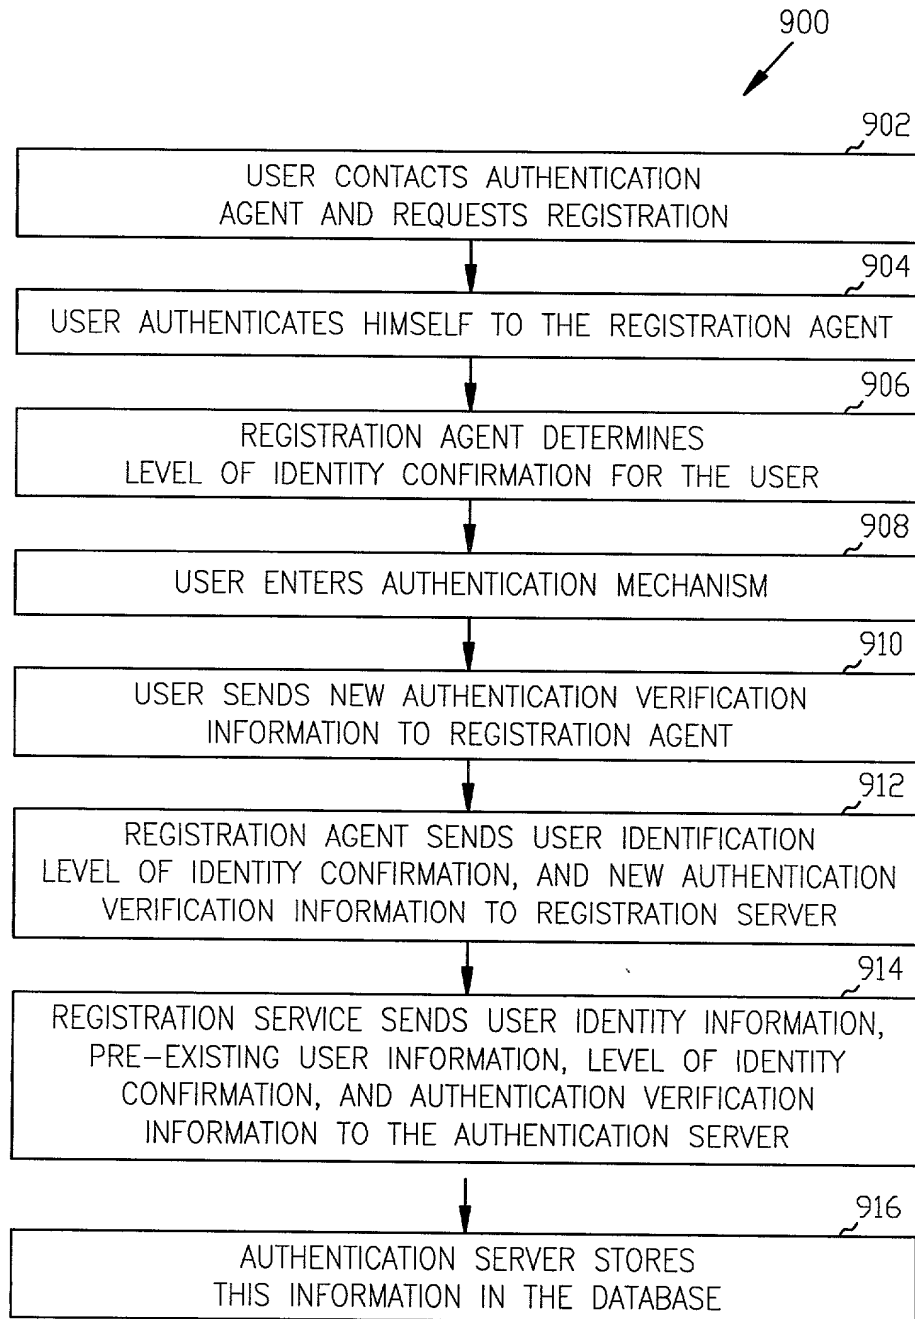 900
902
USER CONTACTS AUTHENTICATION
AGENT AND REQUESTS REGISTRATION
904
USER AUTHENTICATES HIMSELF TO THE REGISTRATION AGENT
906
REGISTRATION AGENT DETERMINES
LEVEL OF IDENTITY CONFIRMATION FOR THE USER
908
USER ENTERS AUTHENTICATION MECHANISM
910
USER SENDS NEW AUTHENTICATION VERIFICATION
INFORMATION TO REGISTRATION AGENT
912
REGISTRATION AGENT SENDS USER IDENTIFICATION
LEVEL OF IDENTITY CONFIRMATION, AND NEW AUTHENTICATION
VERIFICATION INFORMATION TO REGISTRATION SERVER
914
REGISTRATION SERVICE SENDS USER IDENTITY INFORMATION,
PRE-EXISTING USER INFORMATION, LEVEL OF IDENTITY
CONFIRMATION, AND AUTHENTICATION VERIFICATION
INFORMATION TO THE AUTHENTICATION SERVER
916
AUTHENTICATION SERVER STORES
THIS INFORMATION IN THE DATABASE